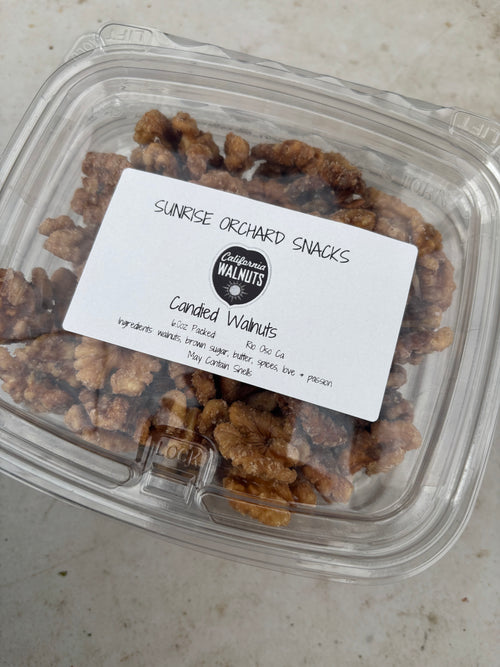 SUNRISE ORCHARD SNACKS
California
WALNUTS
Candied Walnuts
6.0oz Packed Rio Oso Ca
Ingredients: walnuts, brown sugar, butter, spices, love + passion
May Contain Shells
LOCK